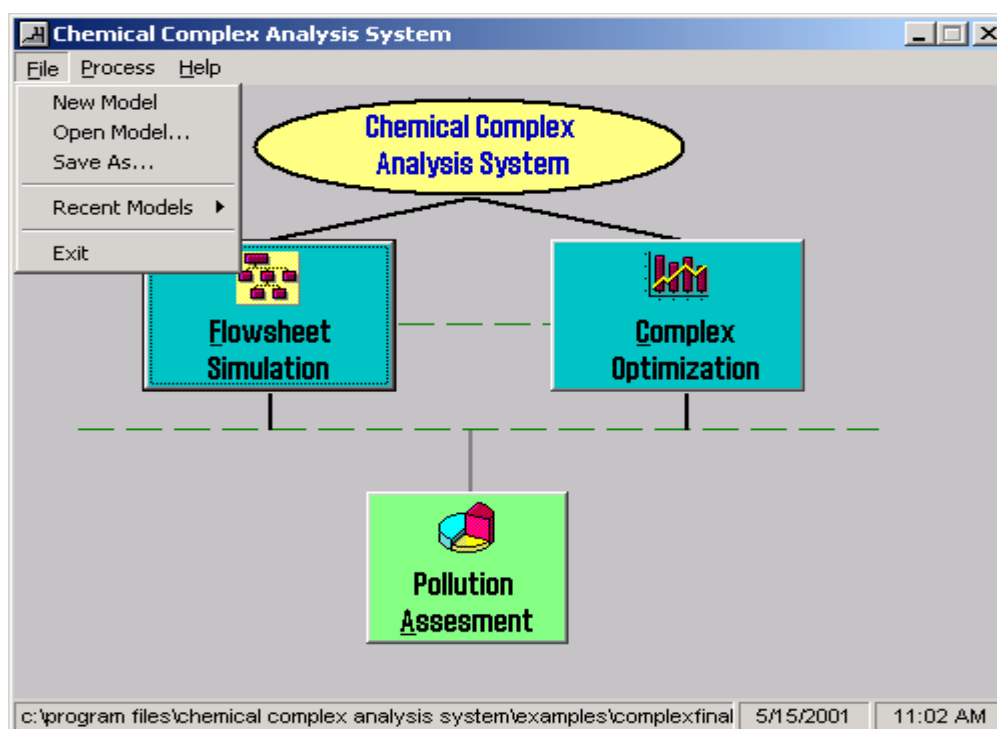 Chemical Complex Analysis System
File Process Help
New Model
Open Model...
Save As...
Recent Models
Exit
Chemical Complex
Analysis System
Flowsheet
Simulation
Complex
Optimization
Pollution
Assesment
c:\program files\chemical complex analysis system\examples\complexfinal 5/15/2001 11:02 AM